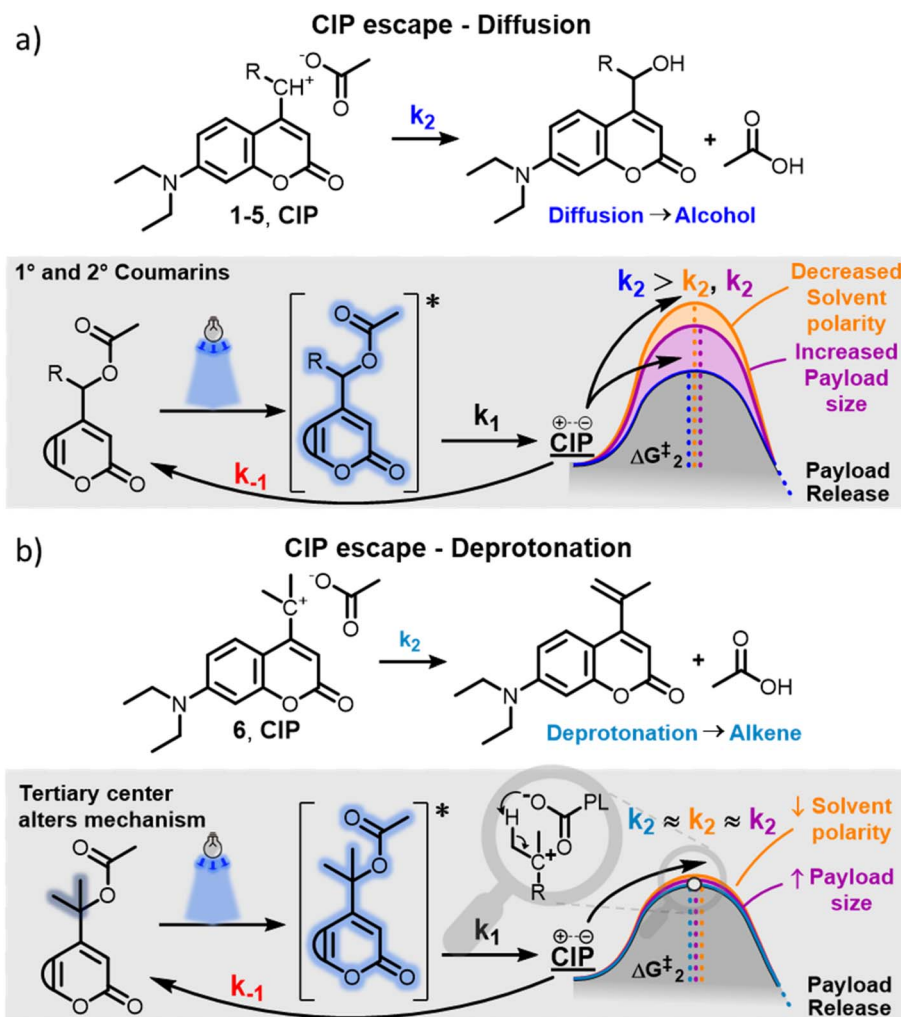 a)
CIP escape - Diffusion
R
CH+
-O
O
k2
R
OH
+
O
OH
N
O
O
N
O
O
1-5, CIP
Diffusion → Alcohol
1° and 2° Coumarins
*
k2 > k2, k2
Decreased
Solvent
polarity
Increased
Payload
size
O
O
R
O
O
O
O
R
O
O
k1
k-1
⊕--⊖
CIP
ΔG‡2
Payload
Release
b)
CIP escape - Deprotonation
C+
-O
O
k2
+
O
OH
N
O
O
N
O
O
6, CIP
Deprotonation → Alkene
Tertiary center
alters mechanism
*
-O
PL
H
O
C+
R
k2 ≈ k2 ≈ k2
↓ Solvent
polarity
↑ Payload
size
O
O
O
O
O
O
O
O
k1
k-1
⊕--⊖
CIP
ΔG‡2
Payload
Release